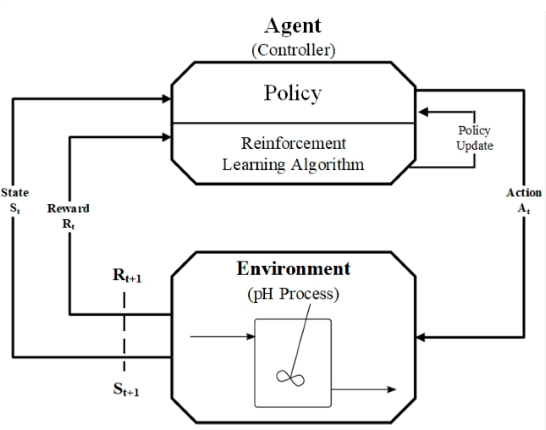 Agent
(Controller)
Policy
Reinforcement
Learning Algorithm
Policy
Update
State
Sₜ
Reward
Rₜ
Action
Aₜ
Rₜ₊₁
Environment
(pH Process)
Sₜ₊₁